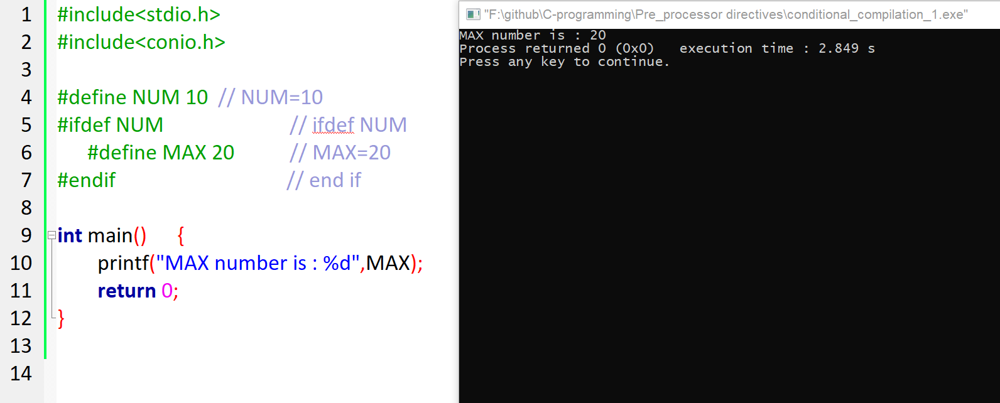 1 #include<stdio.h>
2 #include<conio.h>
3
4 #define NUM 10 // NUM=10
5 #ifdef NUM // ifdef NUM
6 #define MAX 20 // MAX=20
7 #endif // end if
8
9 int main() {
10 printf("MAX number is : %d",MAX);
11 return 0;
12 }
13
14
"F:\github\C-programming\Pre_processor directives\conditional_compilation_1.exe"
MAX number is : 20
Process returned 0 (0x0) execution time : 2.849 s
Press any key to continue.